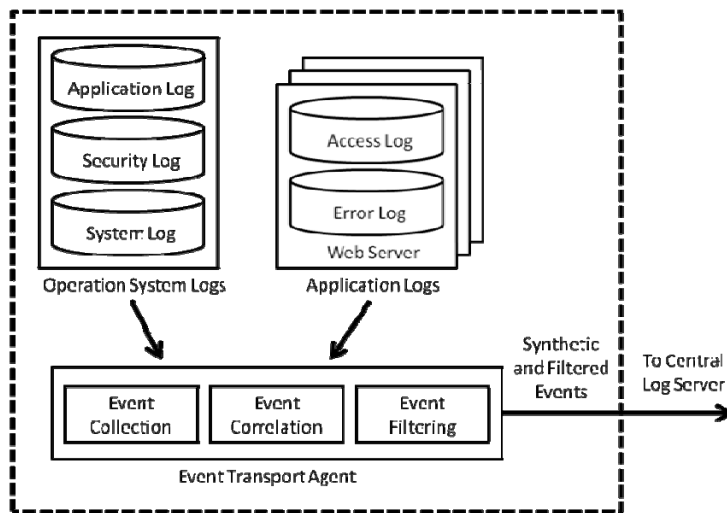 Application Log
Security Log
System Log
Operation System Logs
Access Log
Error Log
Web Server
Application Logs
Event
Collection
Event
Correlation
Event
Filtering
Event Transport Agent
Synthetic
and Filtered
Events
To Central
Log Server